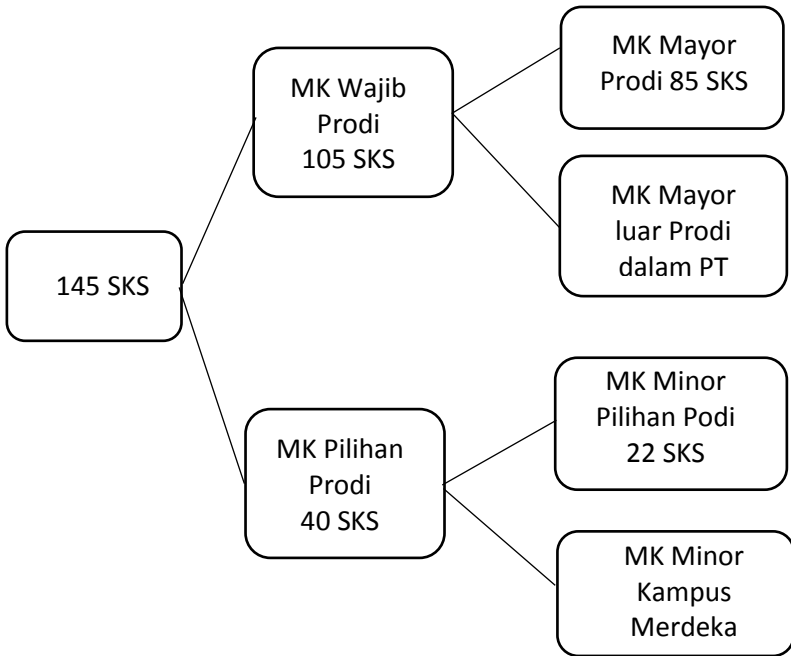 145 SKS
MK Wajib
Prodi
105 SKS
MK Mayor
Prodi 85 SKS
MK Mayor
luar Prodi
dalam PT
MK Pilihan
Prodi
40 SKS
MK Minor
Pilihan Podi
22 SKS
MK Minor
Kampus
Merdeka